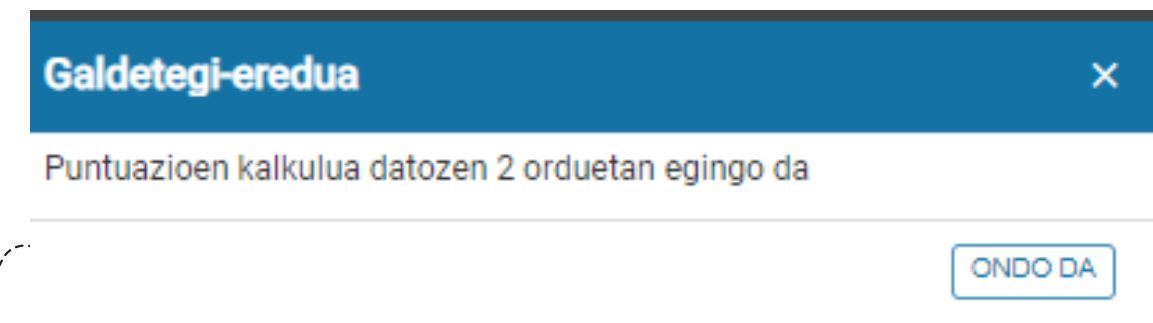 Galdetegi-eredua
Puntuazioen kalkulua datozen 2 orduetan egingo da
ONDO DA